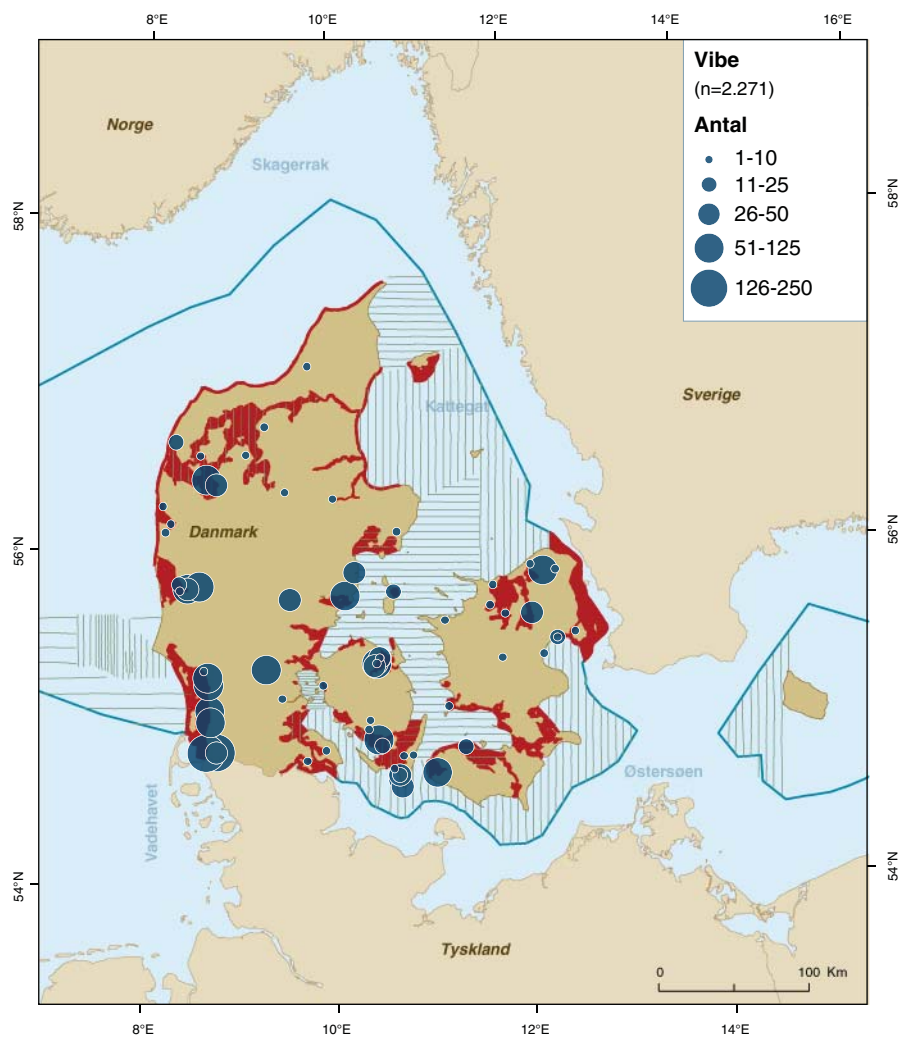 8°E 10°E 12°E 14°E 16°E
Vibe
(n=2.271)
Antal
1-10
11-25
26-50
51-125
126-250
Norge
Skagerrak
58°N
58°N
Kattegat
Sverige
Danmark
56°N
56°N
Østersøen
Vadehavet
54°N
54°N
Tyskland
0 100 Km
8°E 10°E 12°E 14°E